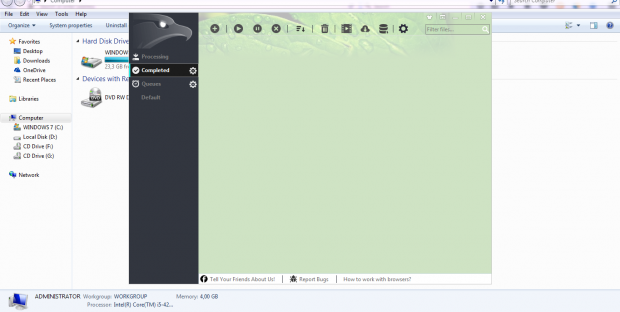 Computer
Search Computer
File Edit View Tools Help
Organize System properties Uninstall
Favorites
Desktop
Downloads
OneDrive
Recent Places
Libraries
Computer
WINDOWS 7 (C:)
Local Disk (D:)
CD Drive (F:)
CD Drive (G:)
Network
Hard Disk Drive
WINDOW
23,3 GB fr
Devices with Re
DVD RW D
Processing
Completed
Queues
Default
Filter files...
Tell Your Friends About Us!
Report Bugs
How to work with browsers?
ADMINISTRATOR Workgroup: WORKGROUP Memory: 4,00 GB
Processor: Intel(R) Core(TM) i5-42...